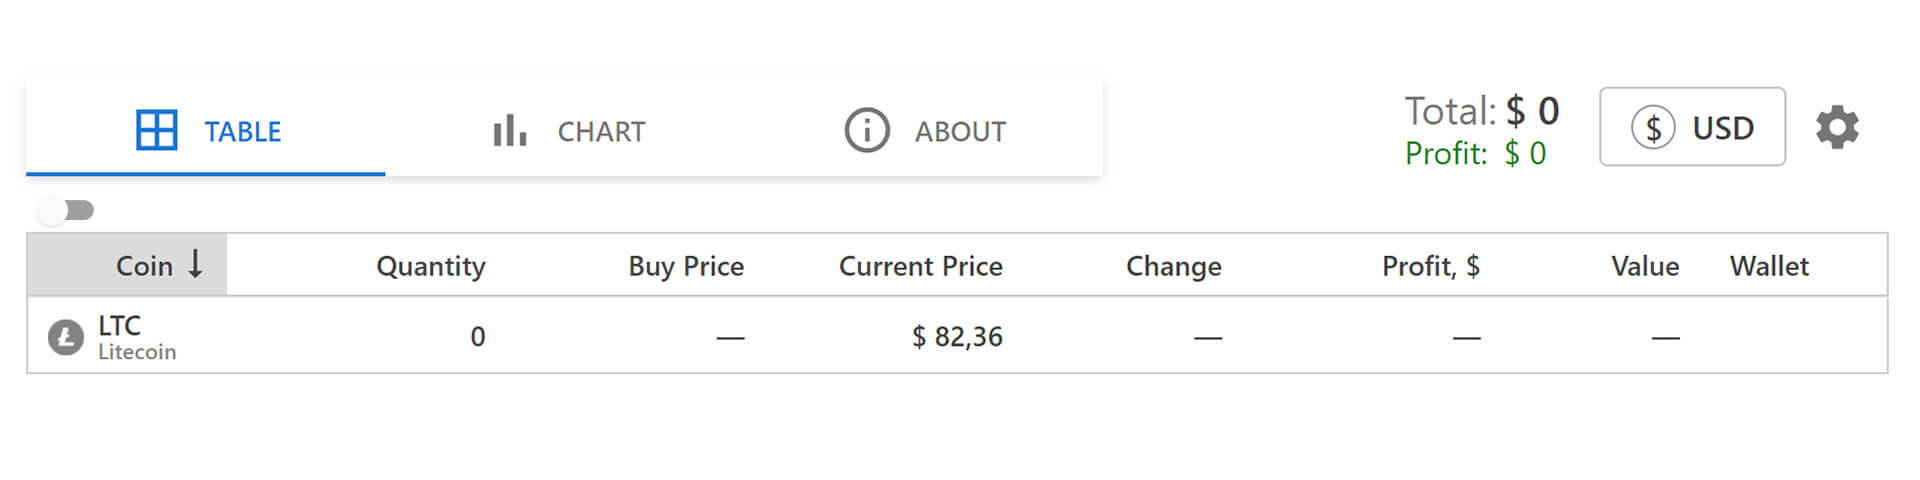 TABLE CHART ABOUT
Total: $ 0
Profit: $ 0
$ USD
Coin ↓ Quantity Buy Price Current Price Change Profit, $ Value Wallet
LTC 0 — $ 82,36 — — —
Litecoin